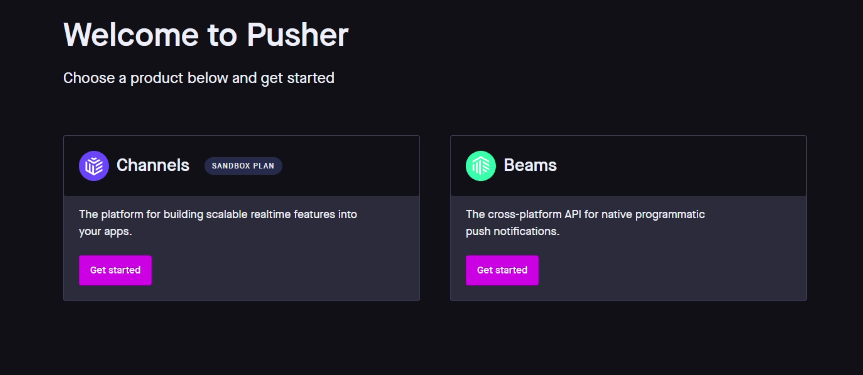 Welcome to Pusher
Choose a product below and get started
Channels SANDBOX PLAN
The platform for building scalable realtime features into
your apps.
Get started
Beams
The cross-platform API for native programmatic
push notifications.
Get started